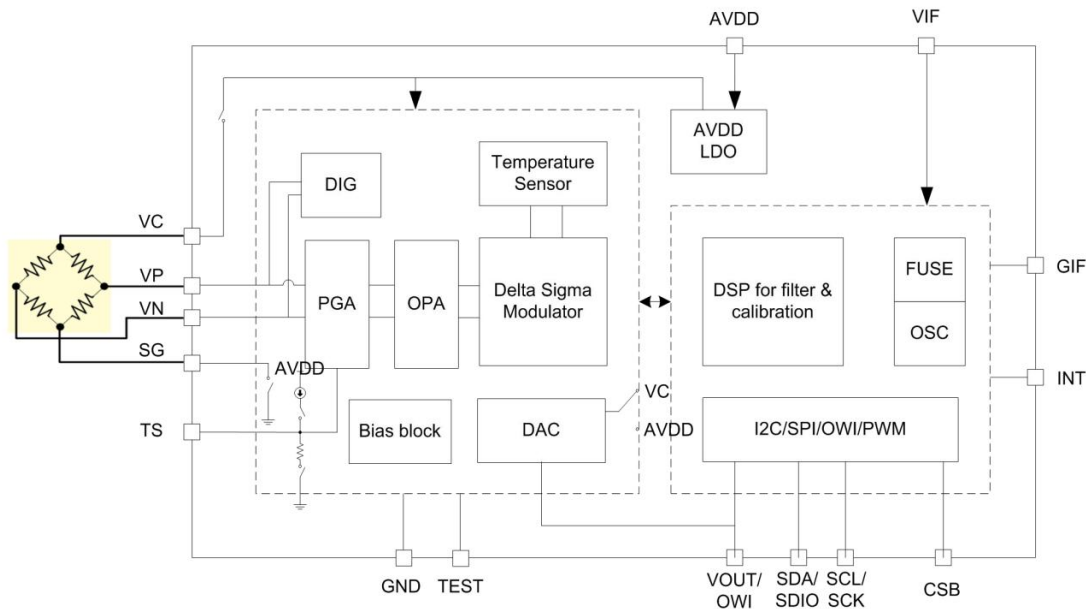 AVDD
VIF
AVDD
LDO
Temperature
Sensor
DIG
VC
VP
VN
SG
TS
PGA
OPA
Delta Sigma
Modulator
DSP for filter &
calibration
FUSE
OSC
GIF
INT
AVDD
Bias block
DAC
VC
AVDD
I2C/SPI/OWI/PWM
GND
TEST
VOUT/
OWI
SDA/
SDIO
SCL/
SCK
CSB